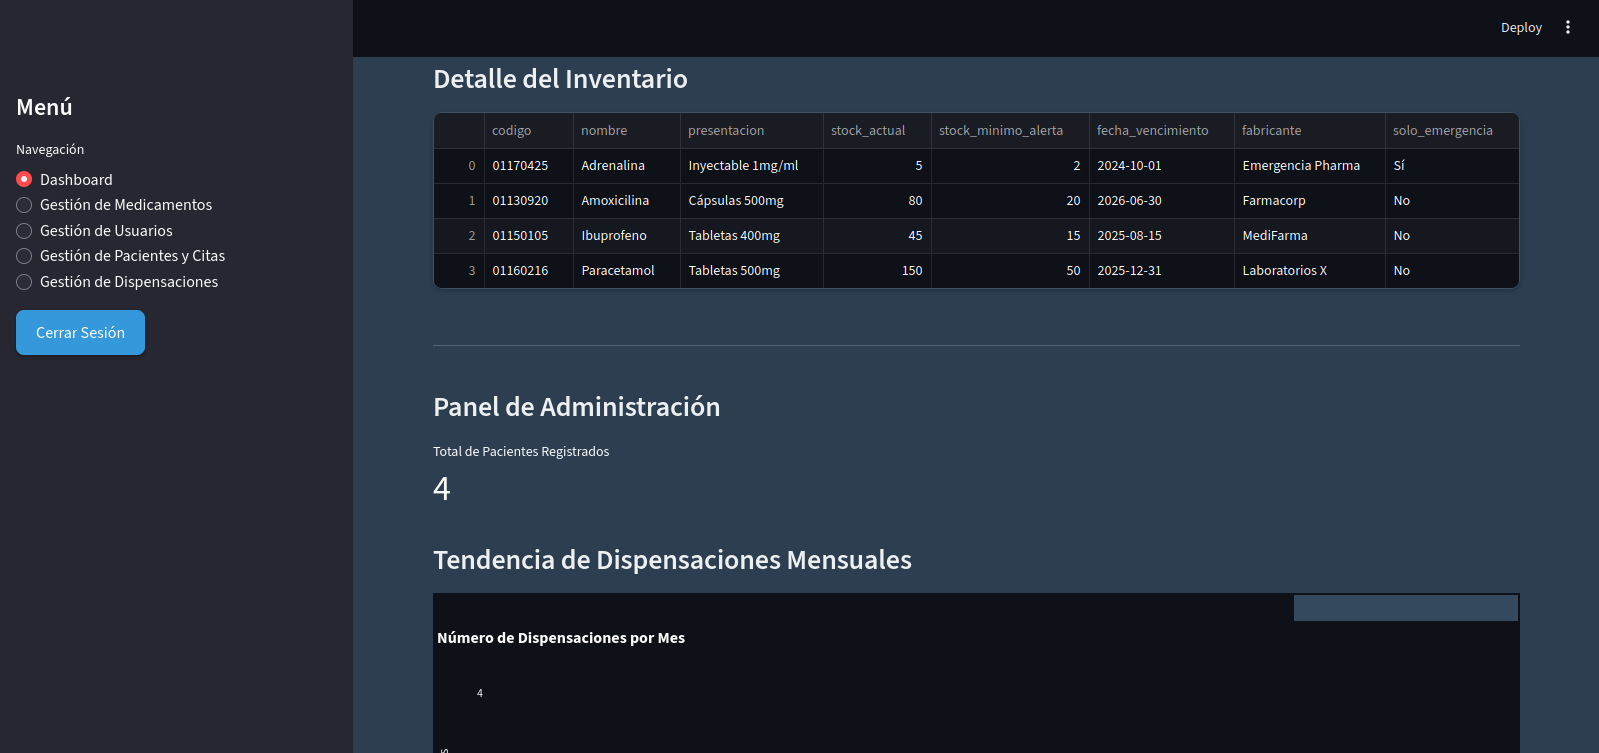 Deploy
Menú
Navegación
Dashboard
Gestión de Medicamentos
Gestión de Usuarios
Gestión de Pacientes y Citas
Gestión de Dispensaciones
Cerrar Sesión
Detalle del Inventario
codigo nombre presentacion stock_actual stock_minimo_alerta fecha_vencimiento fabricante solo_emergencia
0 01170425 Adrenalina Inyectable 1mg/ml 5 2 2024-10-01 Emergencia Pharma Sí
1 01130920 Amoxicilina Cápsulas 500mg 80 20 2026-06-30 Farmacorp No
2 01150105 Ibuprofeno Tabletas 400mg 45 15 2025-08-15 MediFarma No
3 01160216 Paracetamol Tabletas 500mg 150 50 2025-12-31 Laboratorios X No
Panel de Administración
Total de Pacientes Registrados
4
Tendencia de Dispensaciones Mensuales
Número de Dispensaciones por Mes
4